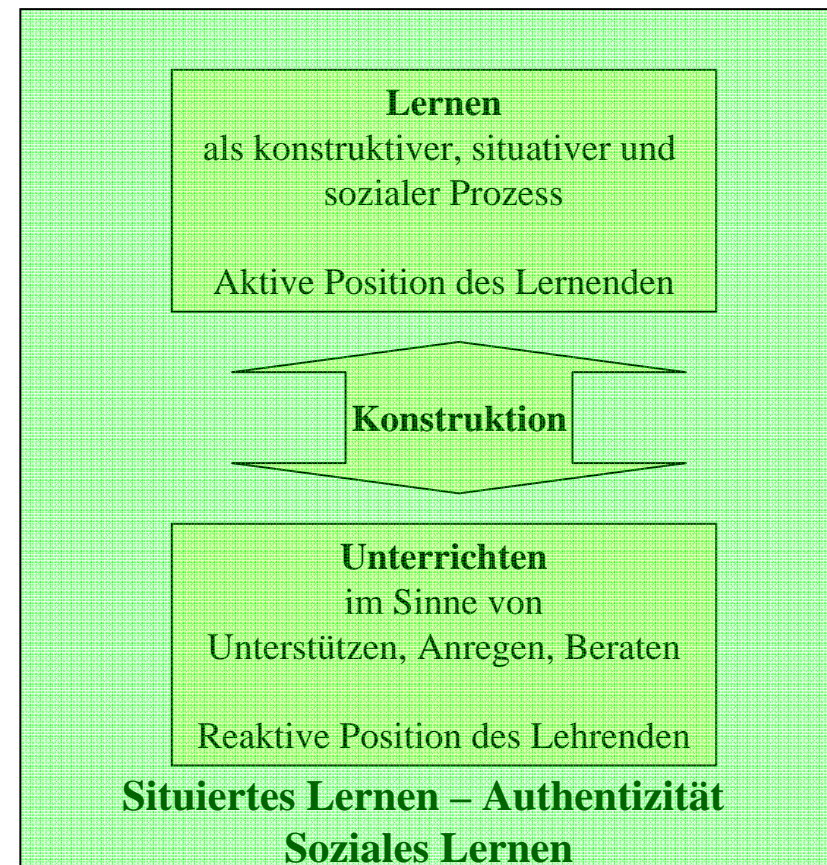 Lernen
als konstruktiver, situativer und
sozialer Prozess
Aktive Position des Lernenden
Konstruktion
Unterrichten
im Sinne von
Unterstützen, Anregen, Beraten
Reaktive Position des Lehrenden
Situiertes Lernen – Authentizität
Soziales Lernen